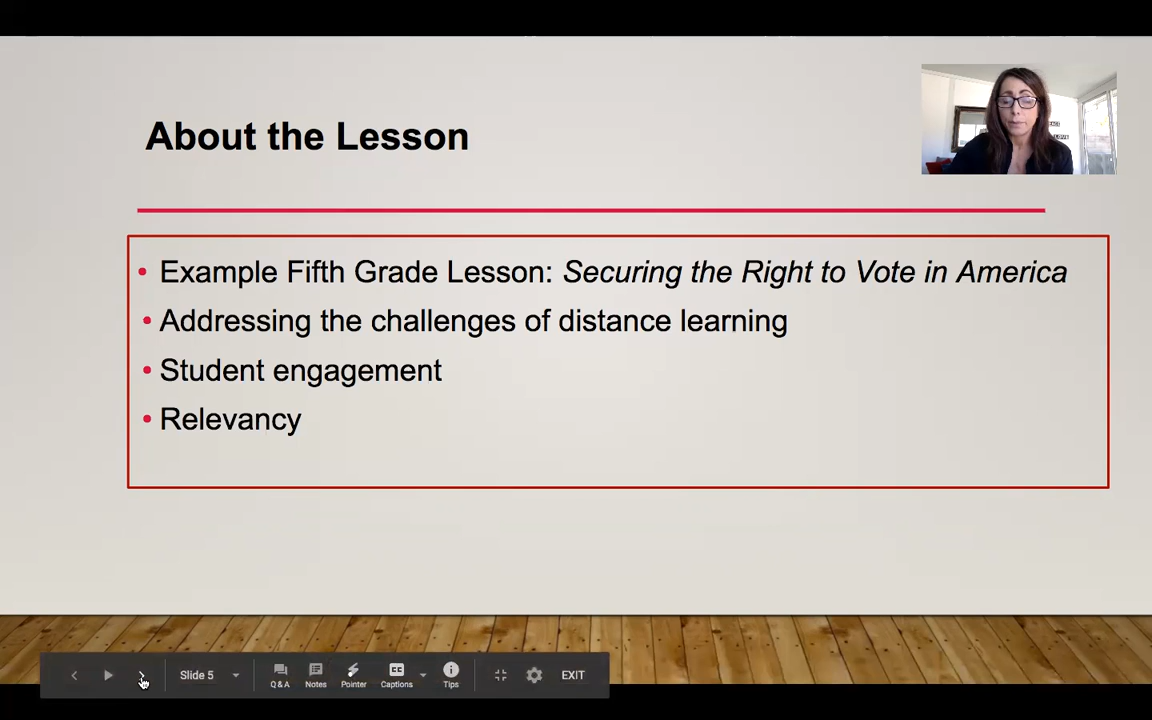 About the Lesson
• Example Fifth Grade Lesson: Securing the Right to Vote in America
• Addressing the challenges of distance learning
• Student engagement
• Relevancy
Slide 5
Q & A
Notes
Pointer
CC
Captions
Tips
EXIT